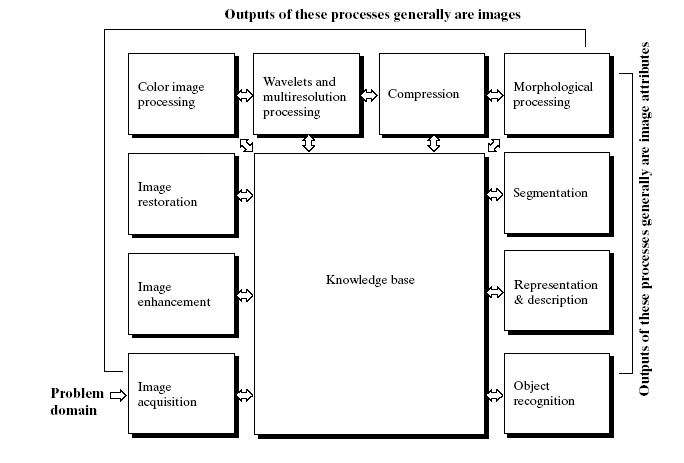 Outputs of these processes generally are images
Color image
processing
Wavelets and
multiresolution
processing
Compression
Morphological
processing
Image
restoration
Image
enhancement
Problem
domain
Image
acquisition
Knowledge base
Segmentation
Representation
& description
Object
recognition
Outputs of these processes generally are image attributes